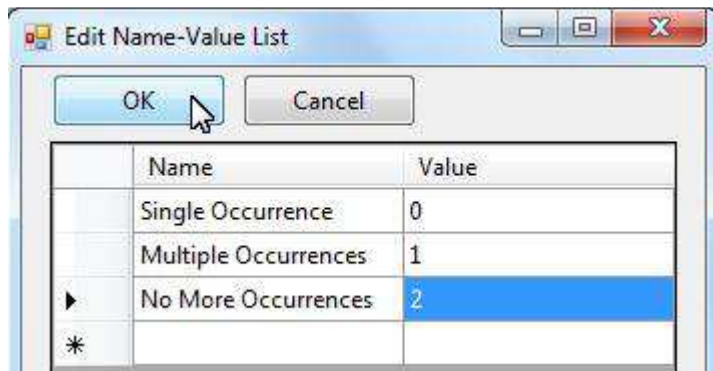 Edit Name-Value List
OK Cancel
Name Value
Single Occurrence 0
Multiple Occurrences 1
No More Occurrences 2